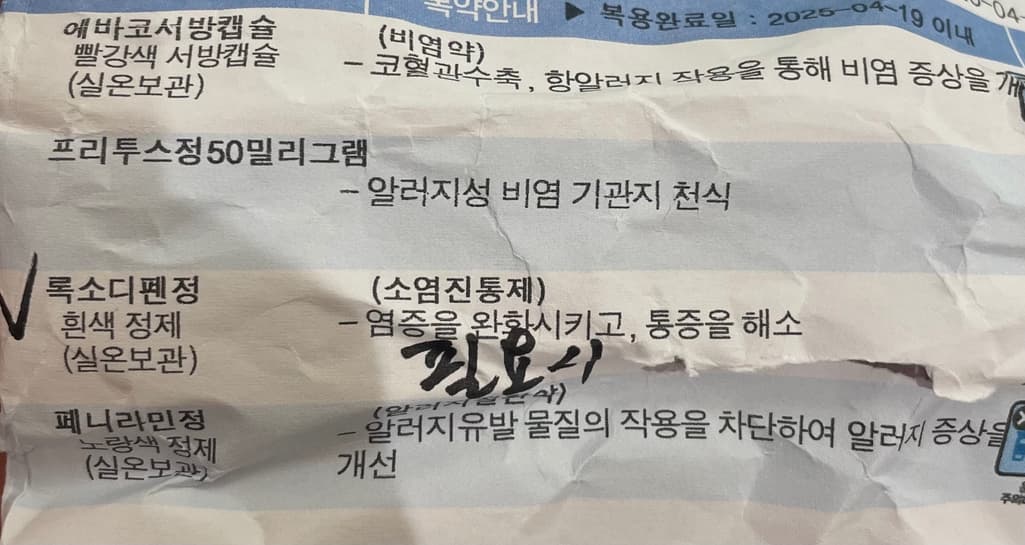 복약안내 ▶ 복용완료일 : 2025-04-19 이내
에바코서방캡슐 (비염약)
빨강색 서방캡슐 - 코혈관수축, 항알러지 작용을 통해 비염 증상을 개
(실온보관)
프리투스정50밀리그램
- 알러지성 비염 기관지 천식
록소디펜정 (소염진통제)
흰색 정제 - 염증을 완화시키고, 통증을 해소
(실온보관)
필요시
페니라민정
노랑색 정제 - 알러지유발 물질의 작용을 차단하여 알러지 증상을
(실온보관) 개선